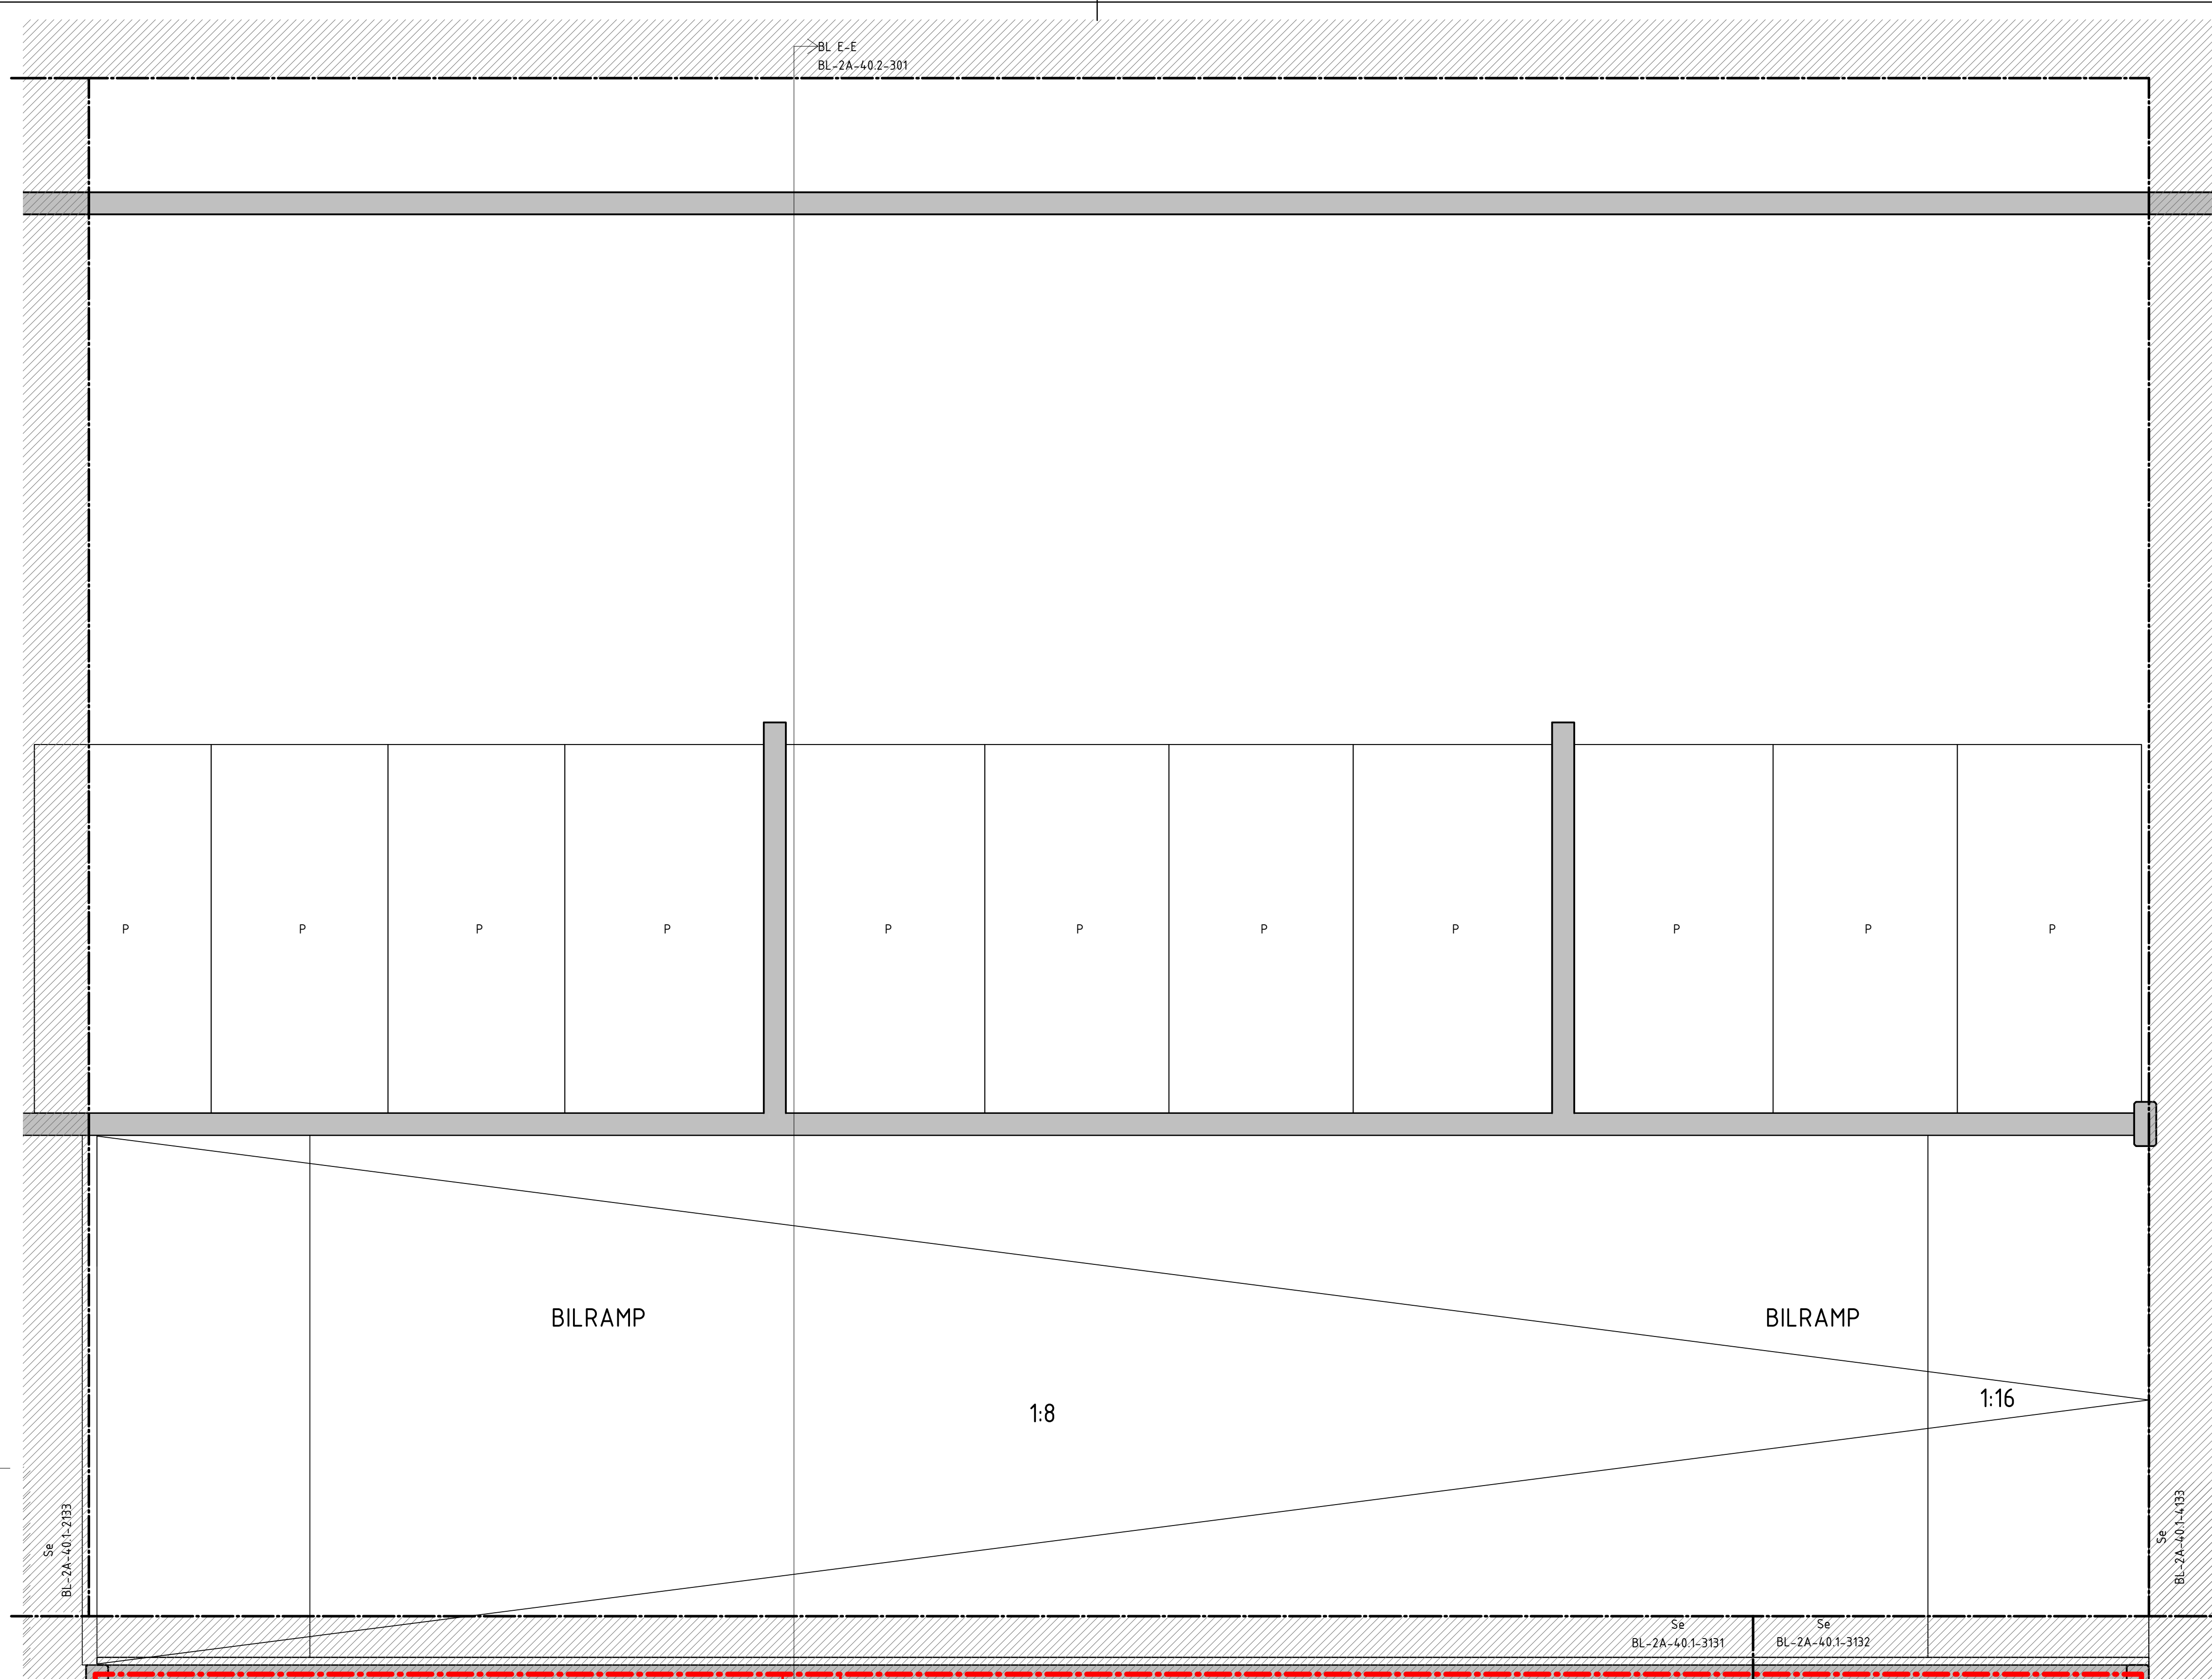 BL E-E
BL-2A-40.2-301
P
P
P
P
P
P
P
P
P
P
P
BILRAMP
BILRAMP
1:8
1:16
Se
BL-2A-40.1-2133
Se
BL-2A-40.1-4133
Se
BL-2A-40.1-3131
Se
BL-2A-40.1-3132